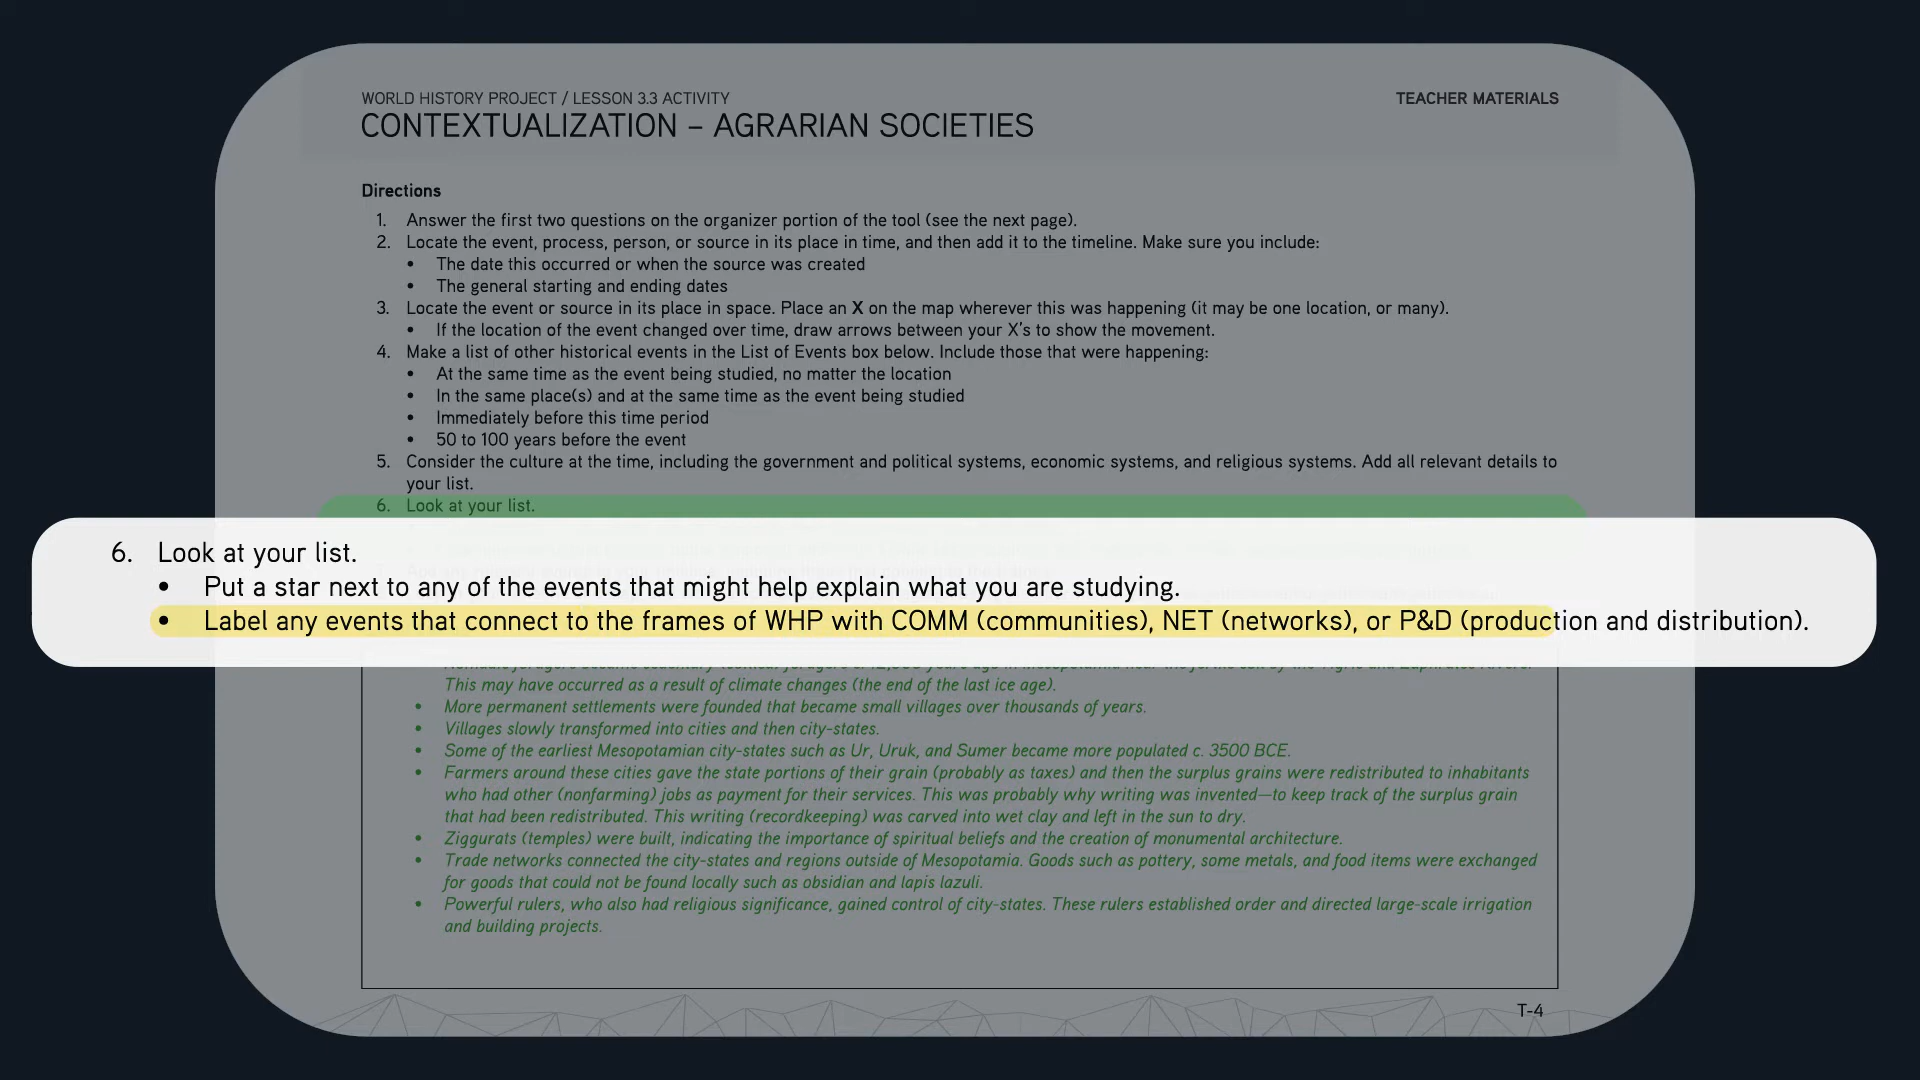 WORLD HISTORY PROJECT / LESSON 3.3 ACTIVITY
TEACHER MATERIALS
CONTEXTUALIZATION – AGRARIAN SOCIETIES
Directions
1. Answer the first two questions on the organizer portion of the tool (see the next page).
2. Locate the event, process, person, or source in its place in time, and then add it to the timeline. Make sure you include:
• The date this occurred or when the source was created
• The general starting and ending dates
3. Locate the event or source in its place in space. Place an X on the map wherever this was happening (it may be one location, or many).
• If the location of the event changed over time, draw arrows between your X's to show the movement.
4. Make a list of other historical events in the List of Events box below. Include those that were happening:
• At the same time as the event being studied, no matter the location
• In the same place(s) and at the same time as the event being studied
• Immediately before this time period
• 50 to 100 years before the event
5. Consider the culture at the time, including the government and political systems, economic systems, and religious systems. Add all relevant details to
your list.
6. Look at your list.
6. Look at your list.
• Put a star next to any of the events that might help explain what you are studying.
• Label any events that connect to the frames of WHP with COMM (communities), NET (networks), or P&D (production and distribution).
This may have occurred as a result of climate changes (the end of the last ice age).
• More permanent settlements were founded that became small villages over thousands of years.
• Villages slowly transformed into cities and then city-states.
• Some of the earliest Mesopotamian city-states such as Ur, Uruk, and Sumer became more populated c. 3500 BCE.
• Farmers around these cities gave the state portions of their grain (probably as taxes) and then the surplus grains were redistributed to inhabitants
who had other (nonfarming) jobs as payment for their services. This was probably why writing was invented—to keep track of the surplus grain
that had been redistributed. This writing (recordkeeping) was carved into wet clay and left in the sun to dry.
• Ziggurats (temples) were built, indicating the importance of spiritual beliefs and the creation of monumental architecture.
• Trade networks connected the city-states and regions outside of Mesopotamia. Goods such as pottery, some metals, and food items were exchanged
for goods that could not be found locally such as obsidian and lapis lazuli.
• Powerful rulers, who also had religious significance, gained control of city-states. These rulers established order and directed large-scale irrigation
and building projects.
T-4